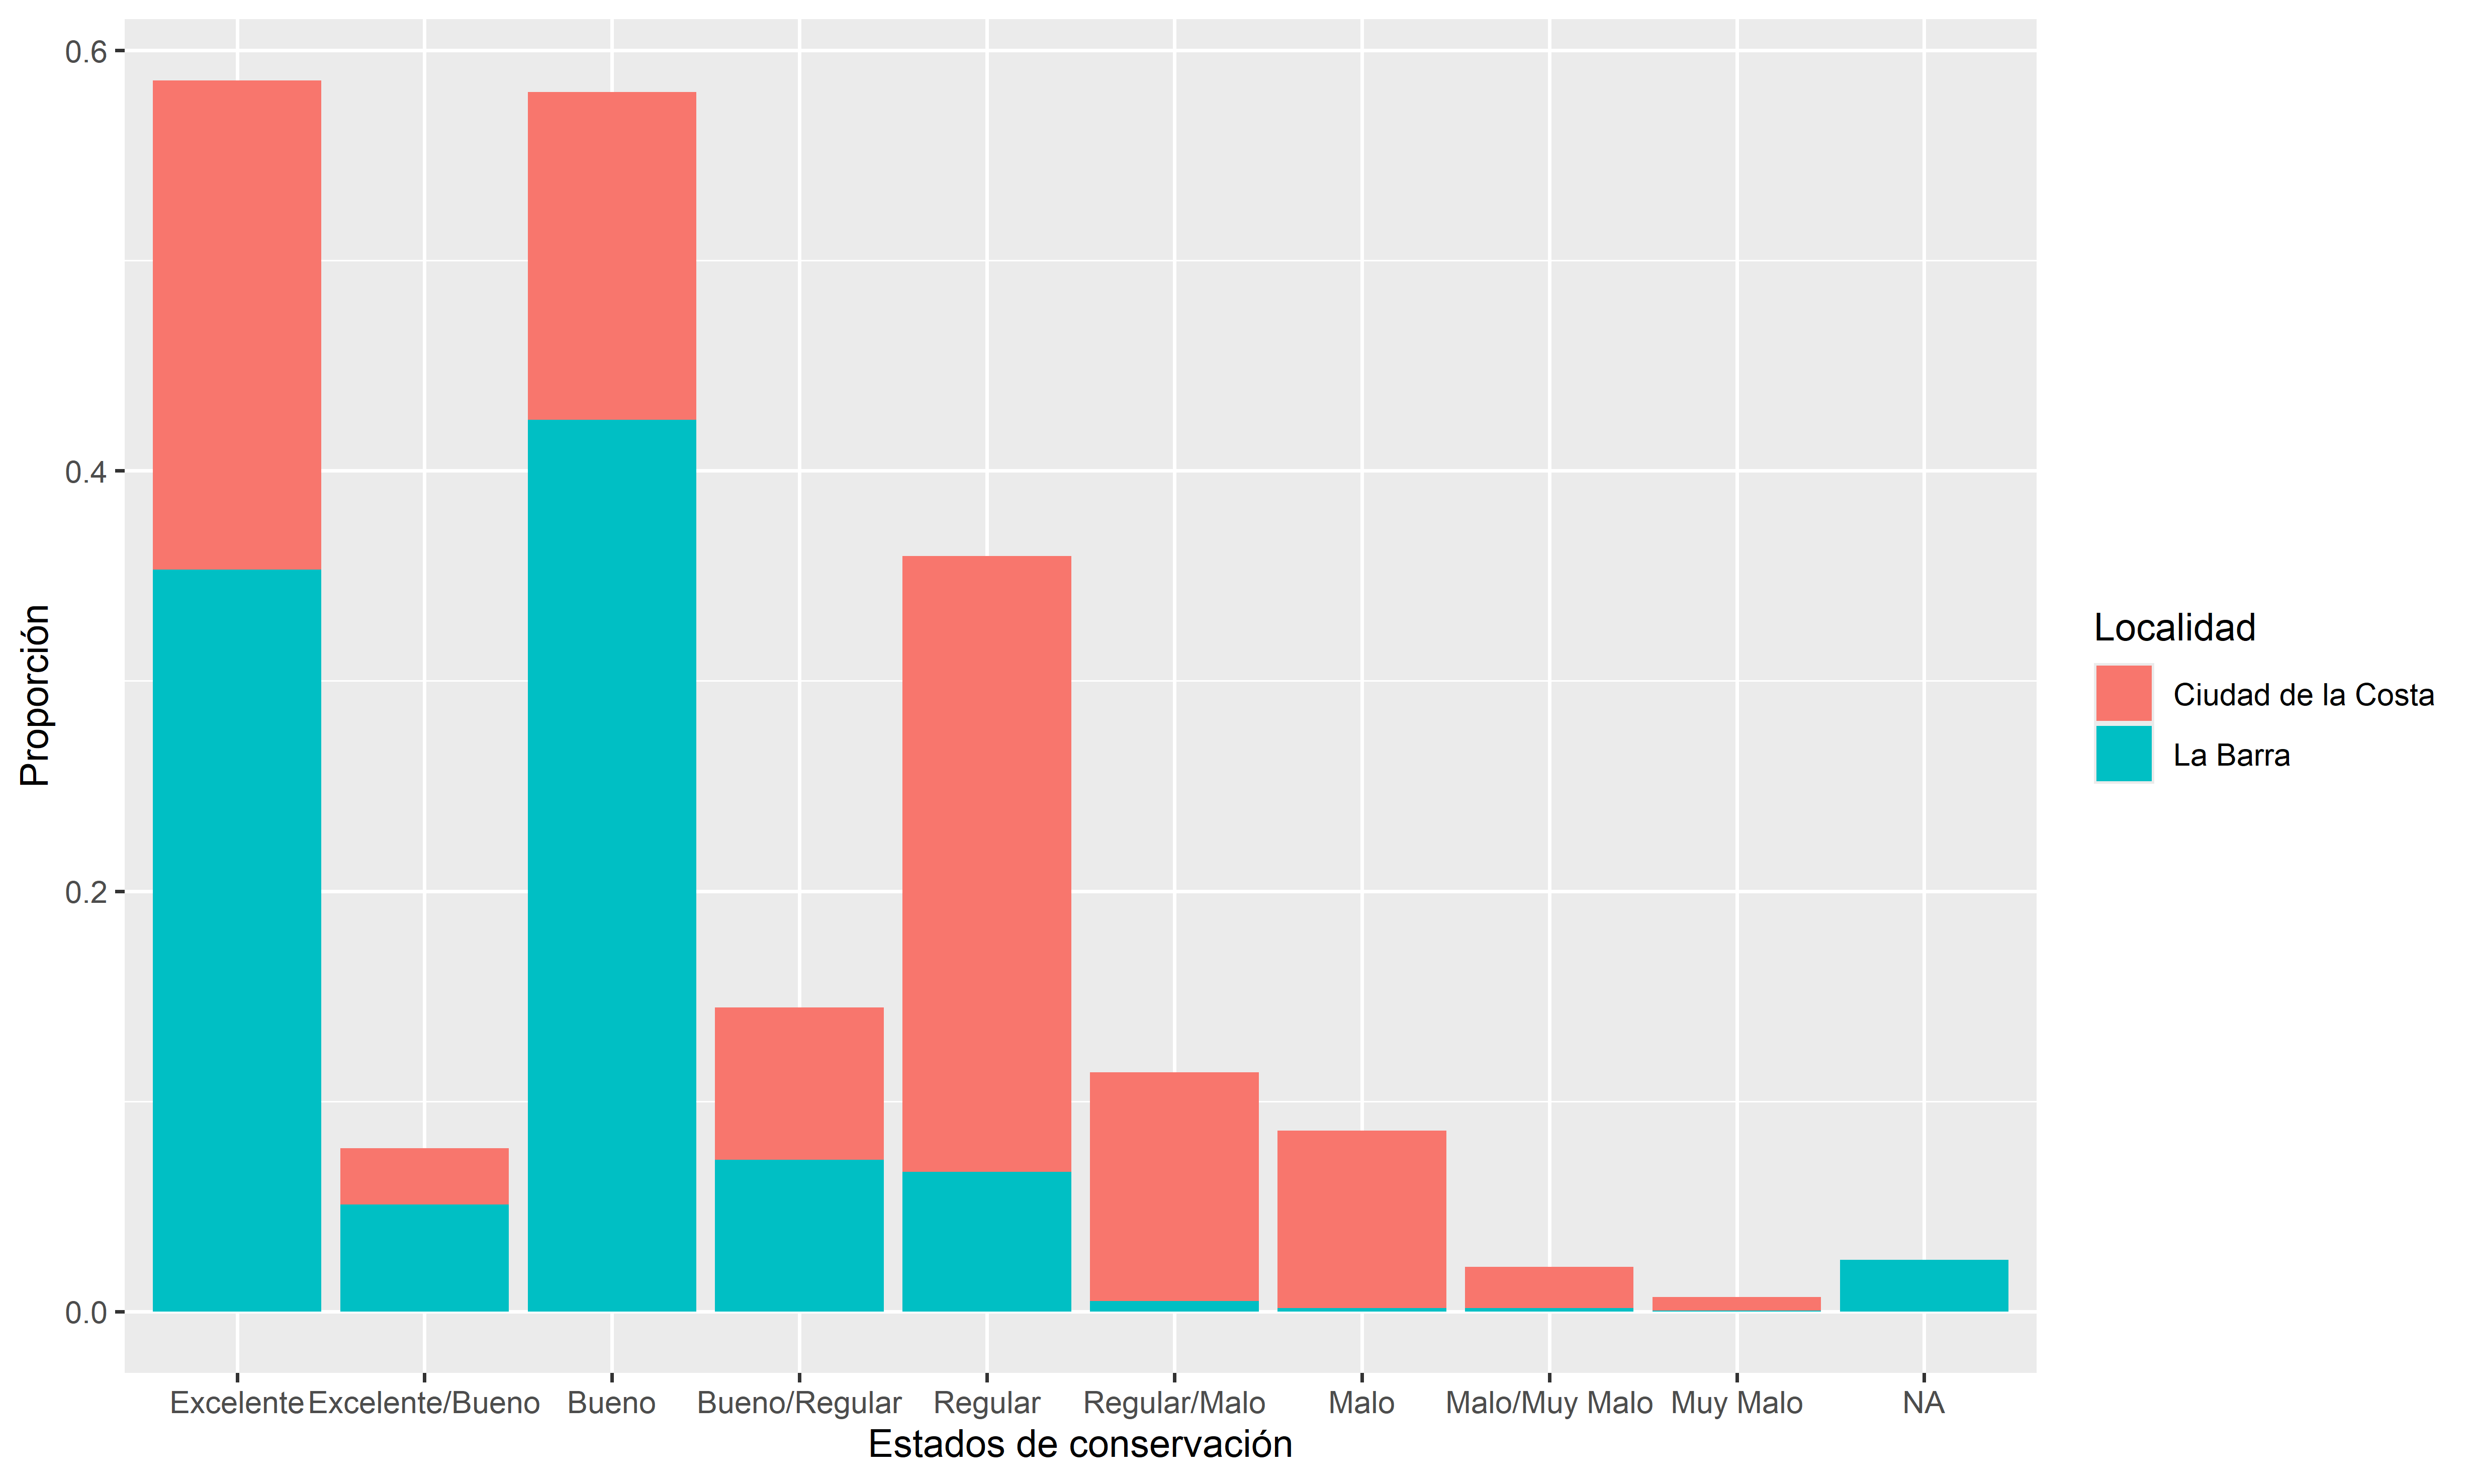 0.6
0.4
0.2
0.0
Proporción
Excelente
Excelente/Bueno
Bueno
Bueno/Regular
Regular
Regular/Malo
Malo
Malo/Muy Malo
Muy Malo
NA
Estados de conservación
Localidad
Ciudad de la Costa
La Barra